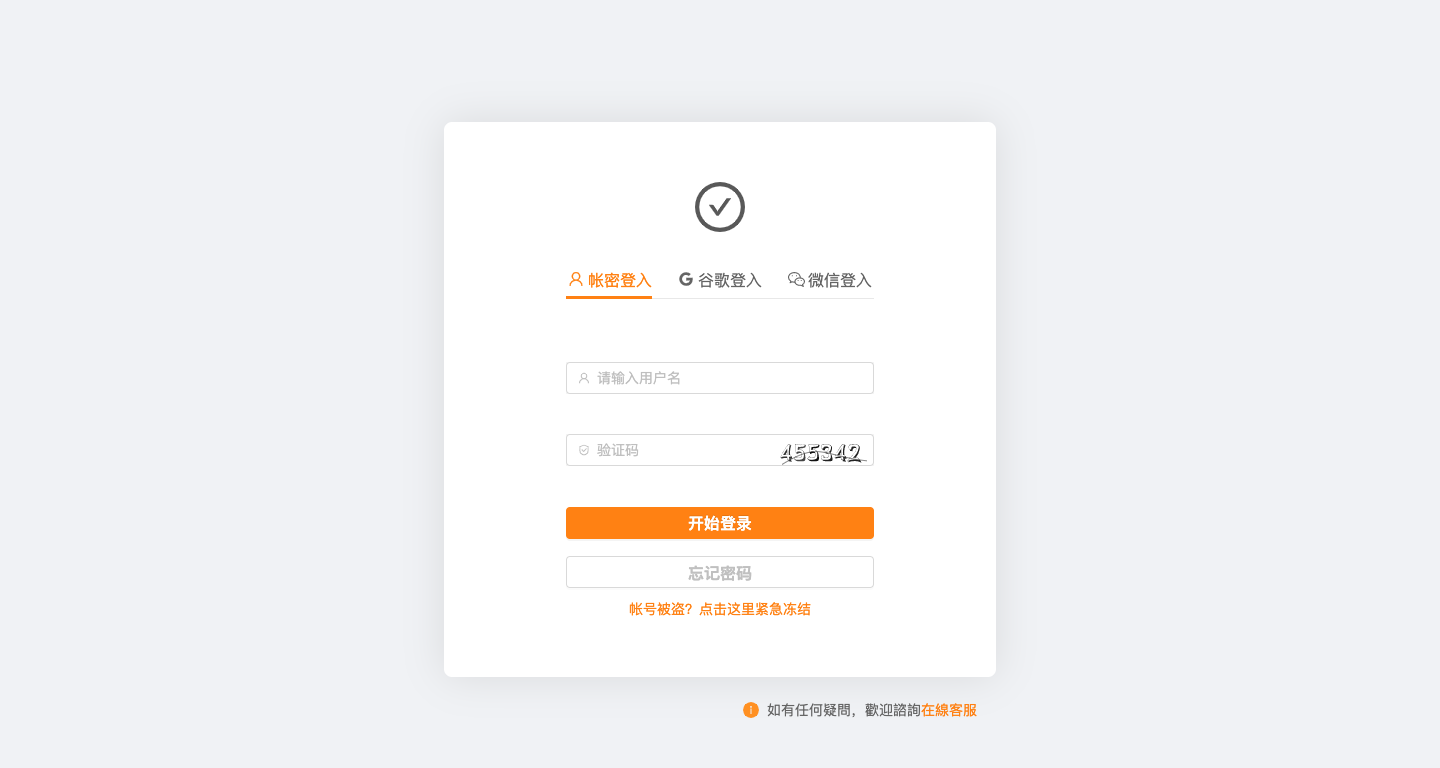 帐密登入 谷歌登入 微信登入
请输入用户名
验证码 455342
开始登录
忘记密码
帐号被盗？点击这里紧急冻结
如有任何疑問，歡迎諮詢在線客服